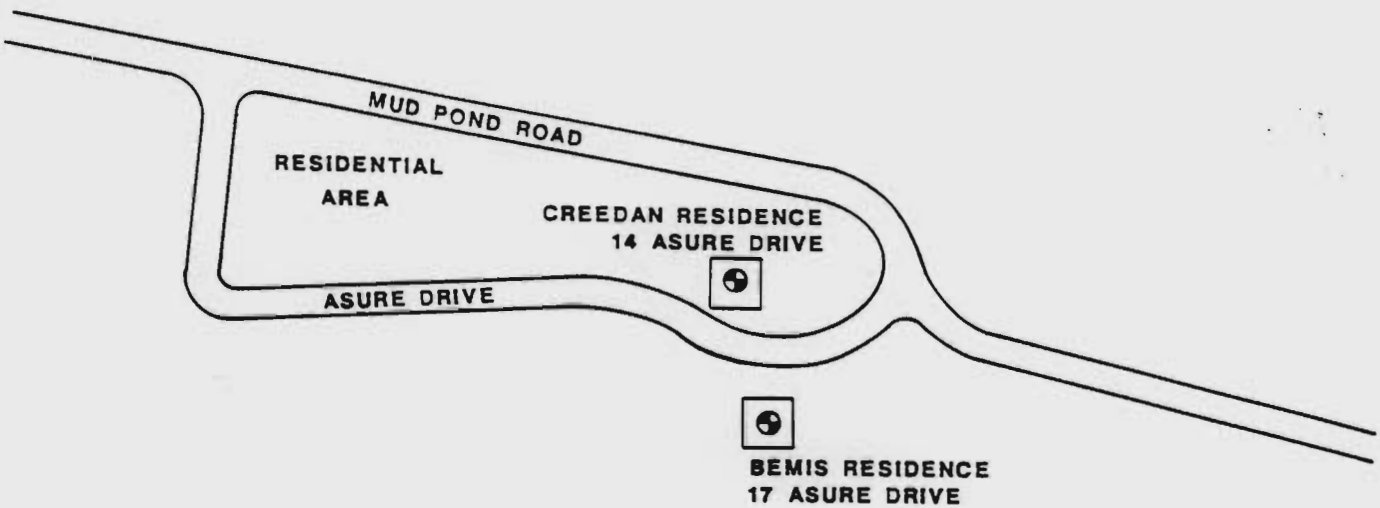 MUD POND ROAD
RESIDENTIAL
AREA
CREEDAN RESIDENCE
14 ASURE DRIVE
ASURE DRIVE
BEMIS RESIDENCE
17 ASURE DRIVE